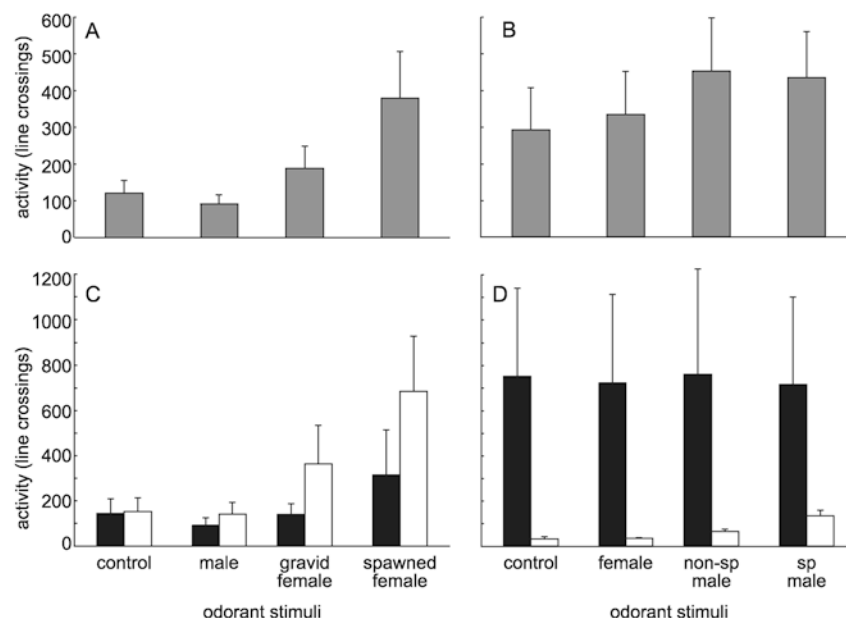 A
B
activity (line crossings)
600
500
400
300
200
100
0
C
D
activity (line crossings)
1200
1000
800
600
400
200
0
control male gravid female spawned female
control female non-sp male sp male
odorant stimuli
odorant stimuli